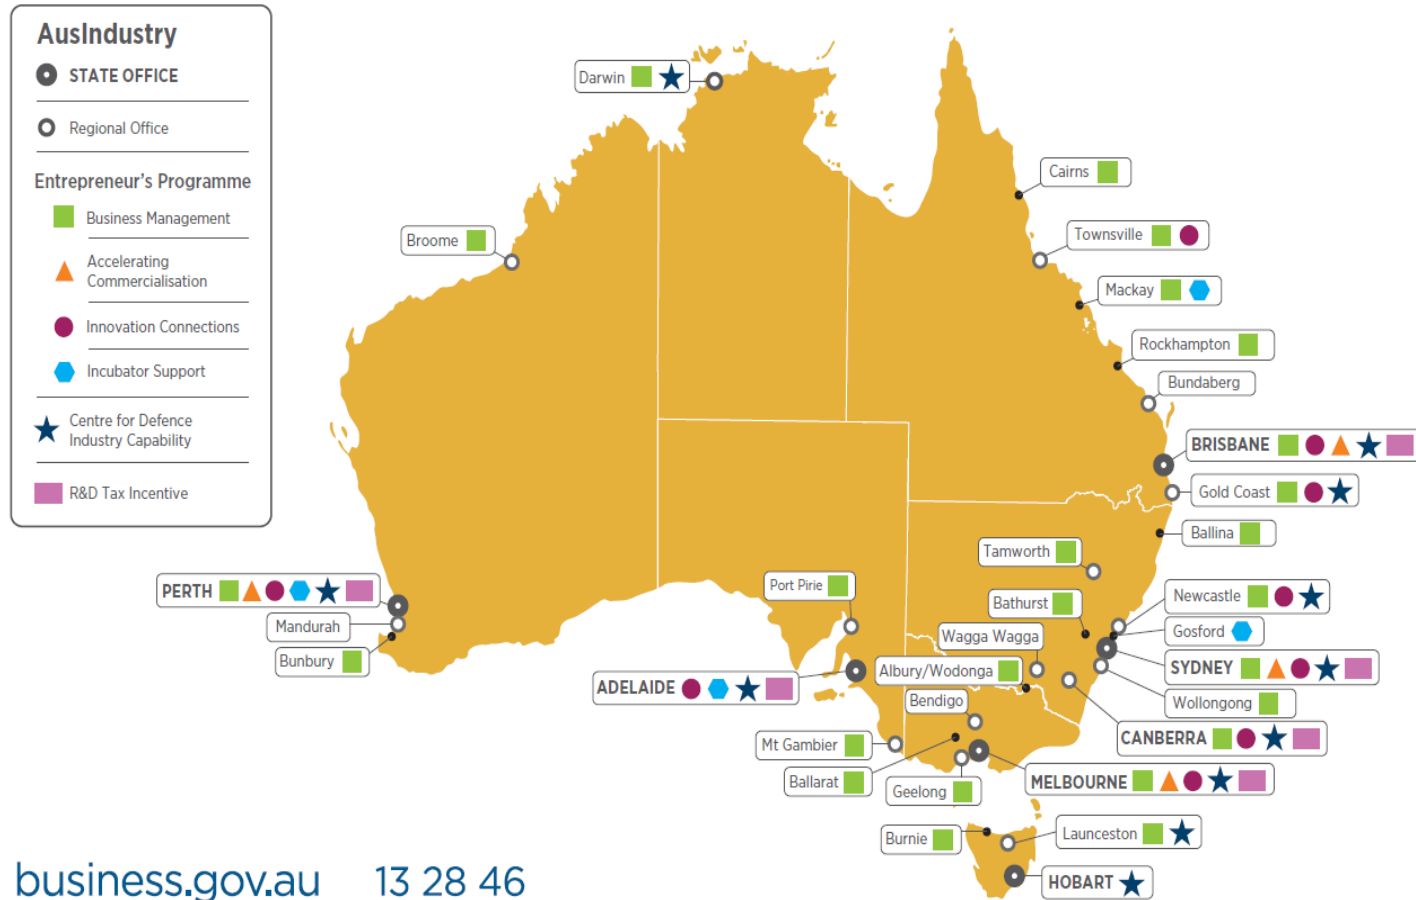 AusIndustry
STATE OFFICE
Regional Office
Entrepreneur's Programme
Business Management
Accelerating
Commercialisation
Innovation Connections
Incubator Support
Centre for Defence
Industry Capability
R&D Tax Incentive
Darwin
Cairns
Broome
Townsville
Mackay
Rockhampton
Bundaberg
BRISBANE
Gold Coast
Ballina
Tamworth
Port Pirie
PERTH
Bathurst
Newcastle
Mandurah
Wagga Wagga
Gosford
Bunbury
Albury/Wodonga
SYDNEY
ADELAIDE
Bendigo
Wollongong
CANBERRA
Mt Gambier
Ballarat
MELBOURNE
Geelong
Burnie
Launceston
HOBART
business.gov.au 13 28 46